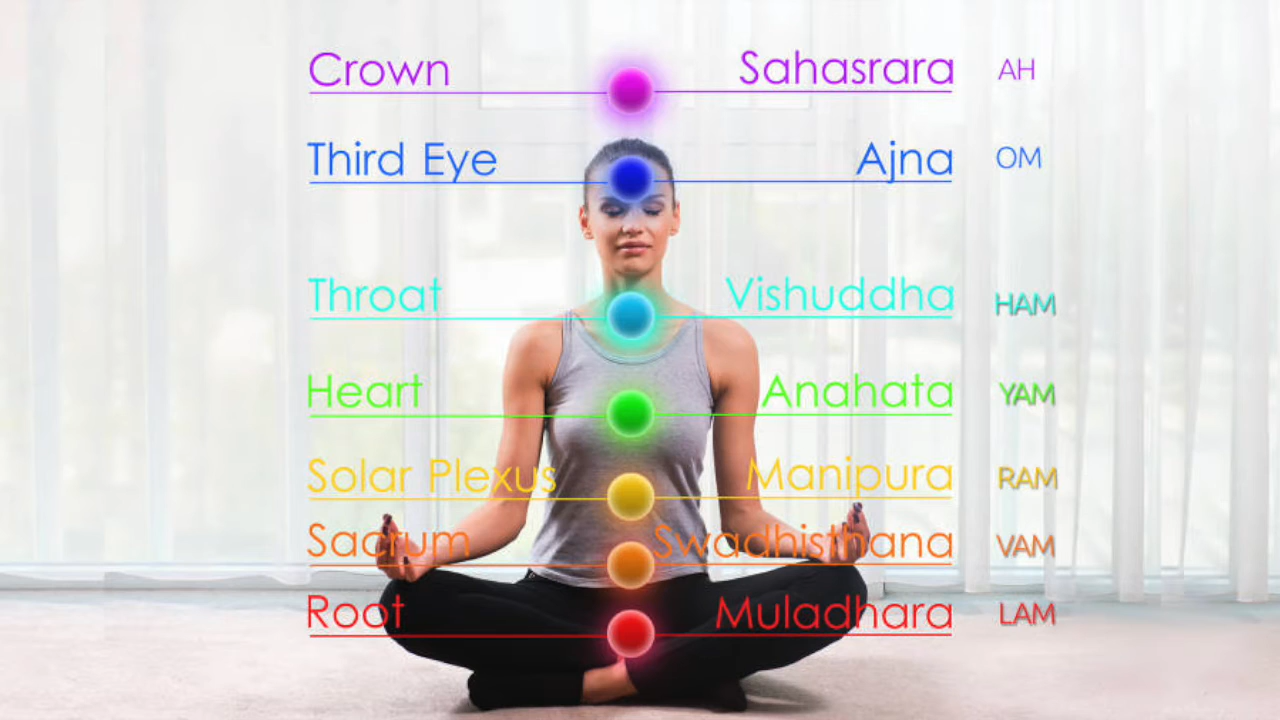 Crown Sahasrara AH
Third Eye Ajna OM
Throat Vishuddha HAM
Heart Anahata YAM
Solar Plexus Manipura RAM
Sacrum Swadhisthana VAM
Root Muladhara LAM